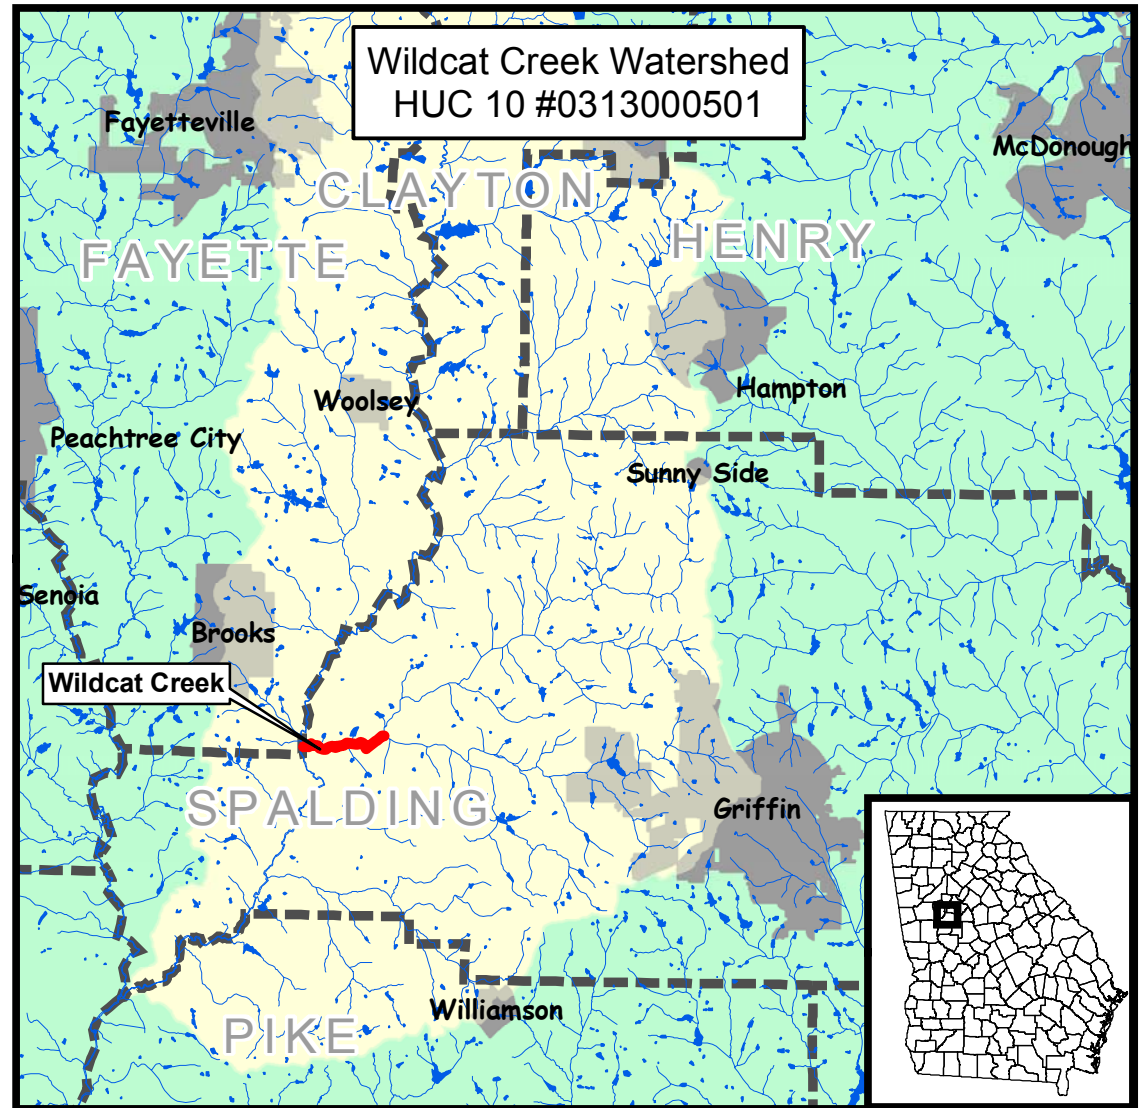 Wildcat Creek Watershed
HUC 10 #0313000501
Fayetteville
McDonough
CLAYTON
HENRY
FAYETTE
Hampton
Woolsey
Peachtree City
Sunny Side
Senoia
Brooks
Wildcat Creek
SPALDING
Griffin
Williamson
PIKE